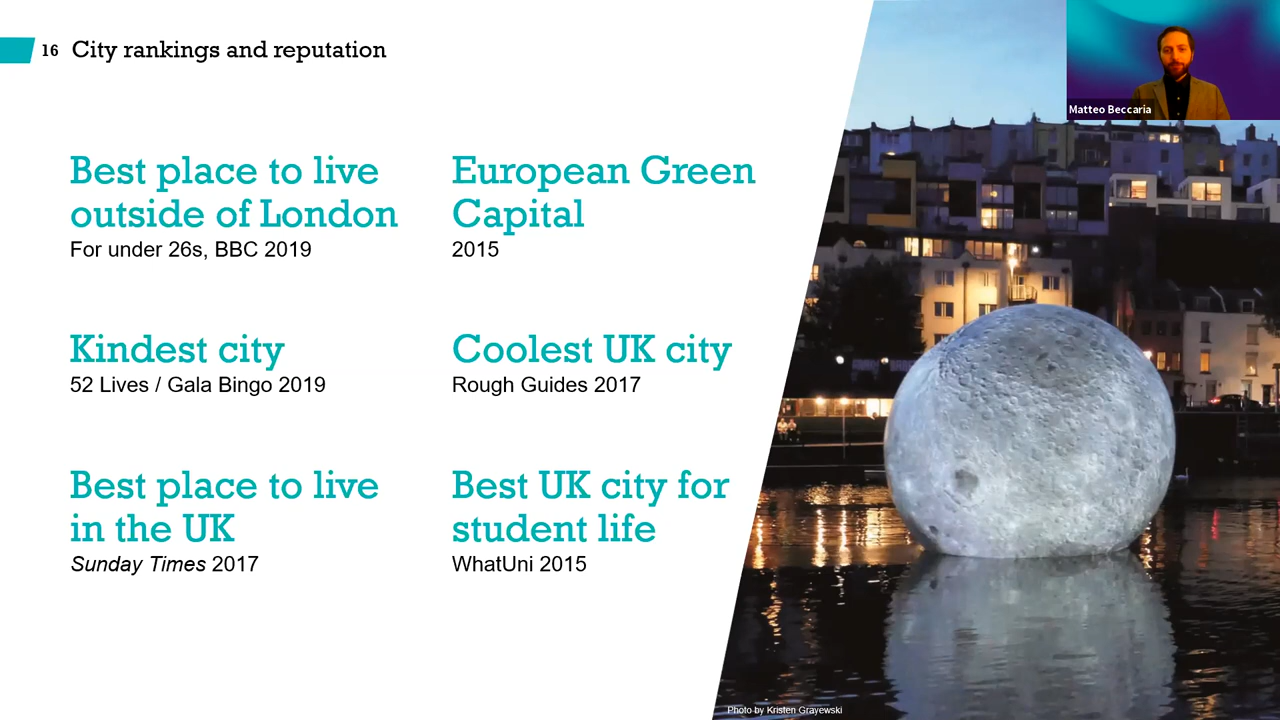 16 City rankings and reputation
Best place to live
outside of London
For under 26s, BBC 2019
European Green
Capital
2015
Kindest city
52 Lives / Gala Bingo 2019
Coolest UK city
Rough Guides 2017
Best place to live
in the UK
Sunday Times 2017
Best UK city for
student life
WhatUni 2015
Matteo Beccaria
Photo by Kristen Grayewski